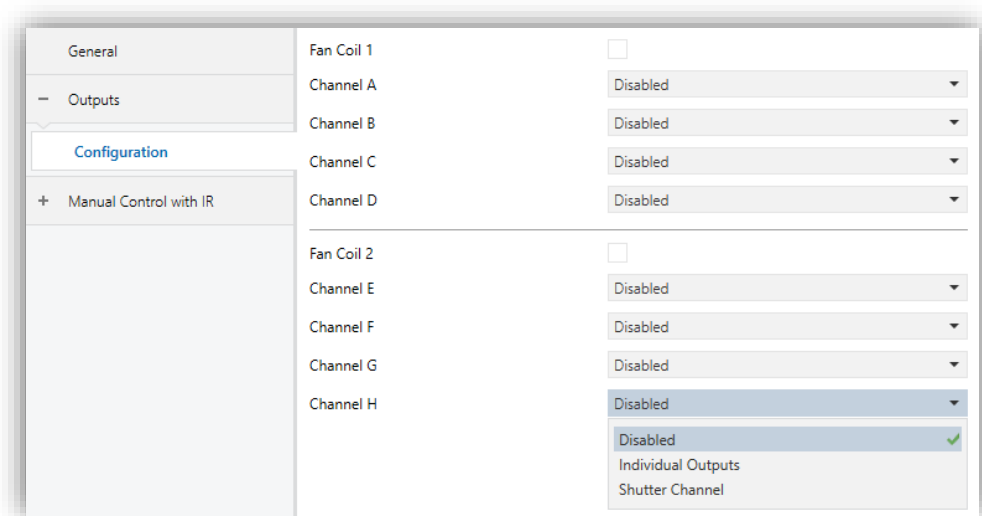 General
− Outputs
Configuration
+ Manual Control with IR
Fan Coil 1
Channel A Disabled
Channel B Disabled
Channel C Disabled
Channel D Disabled
Fan Coil 2
Channel E Disabled
Channel F Disabled
Channel G Disabled
Channel H Disabled
Disabled
Individual Outputs
Shutter Channel